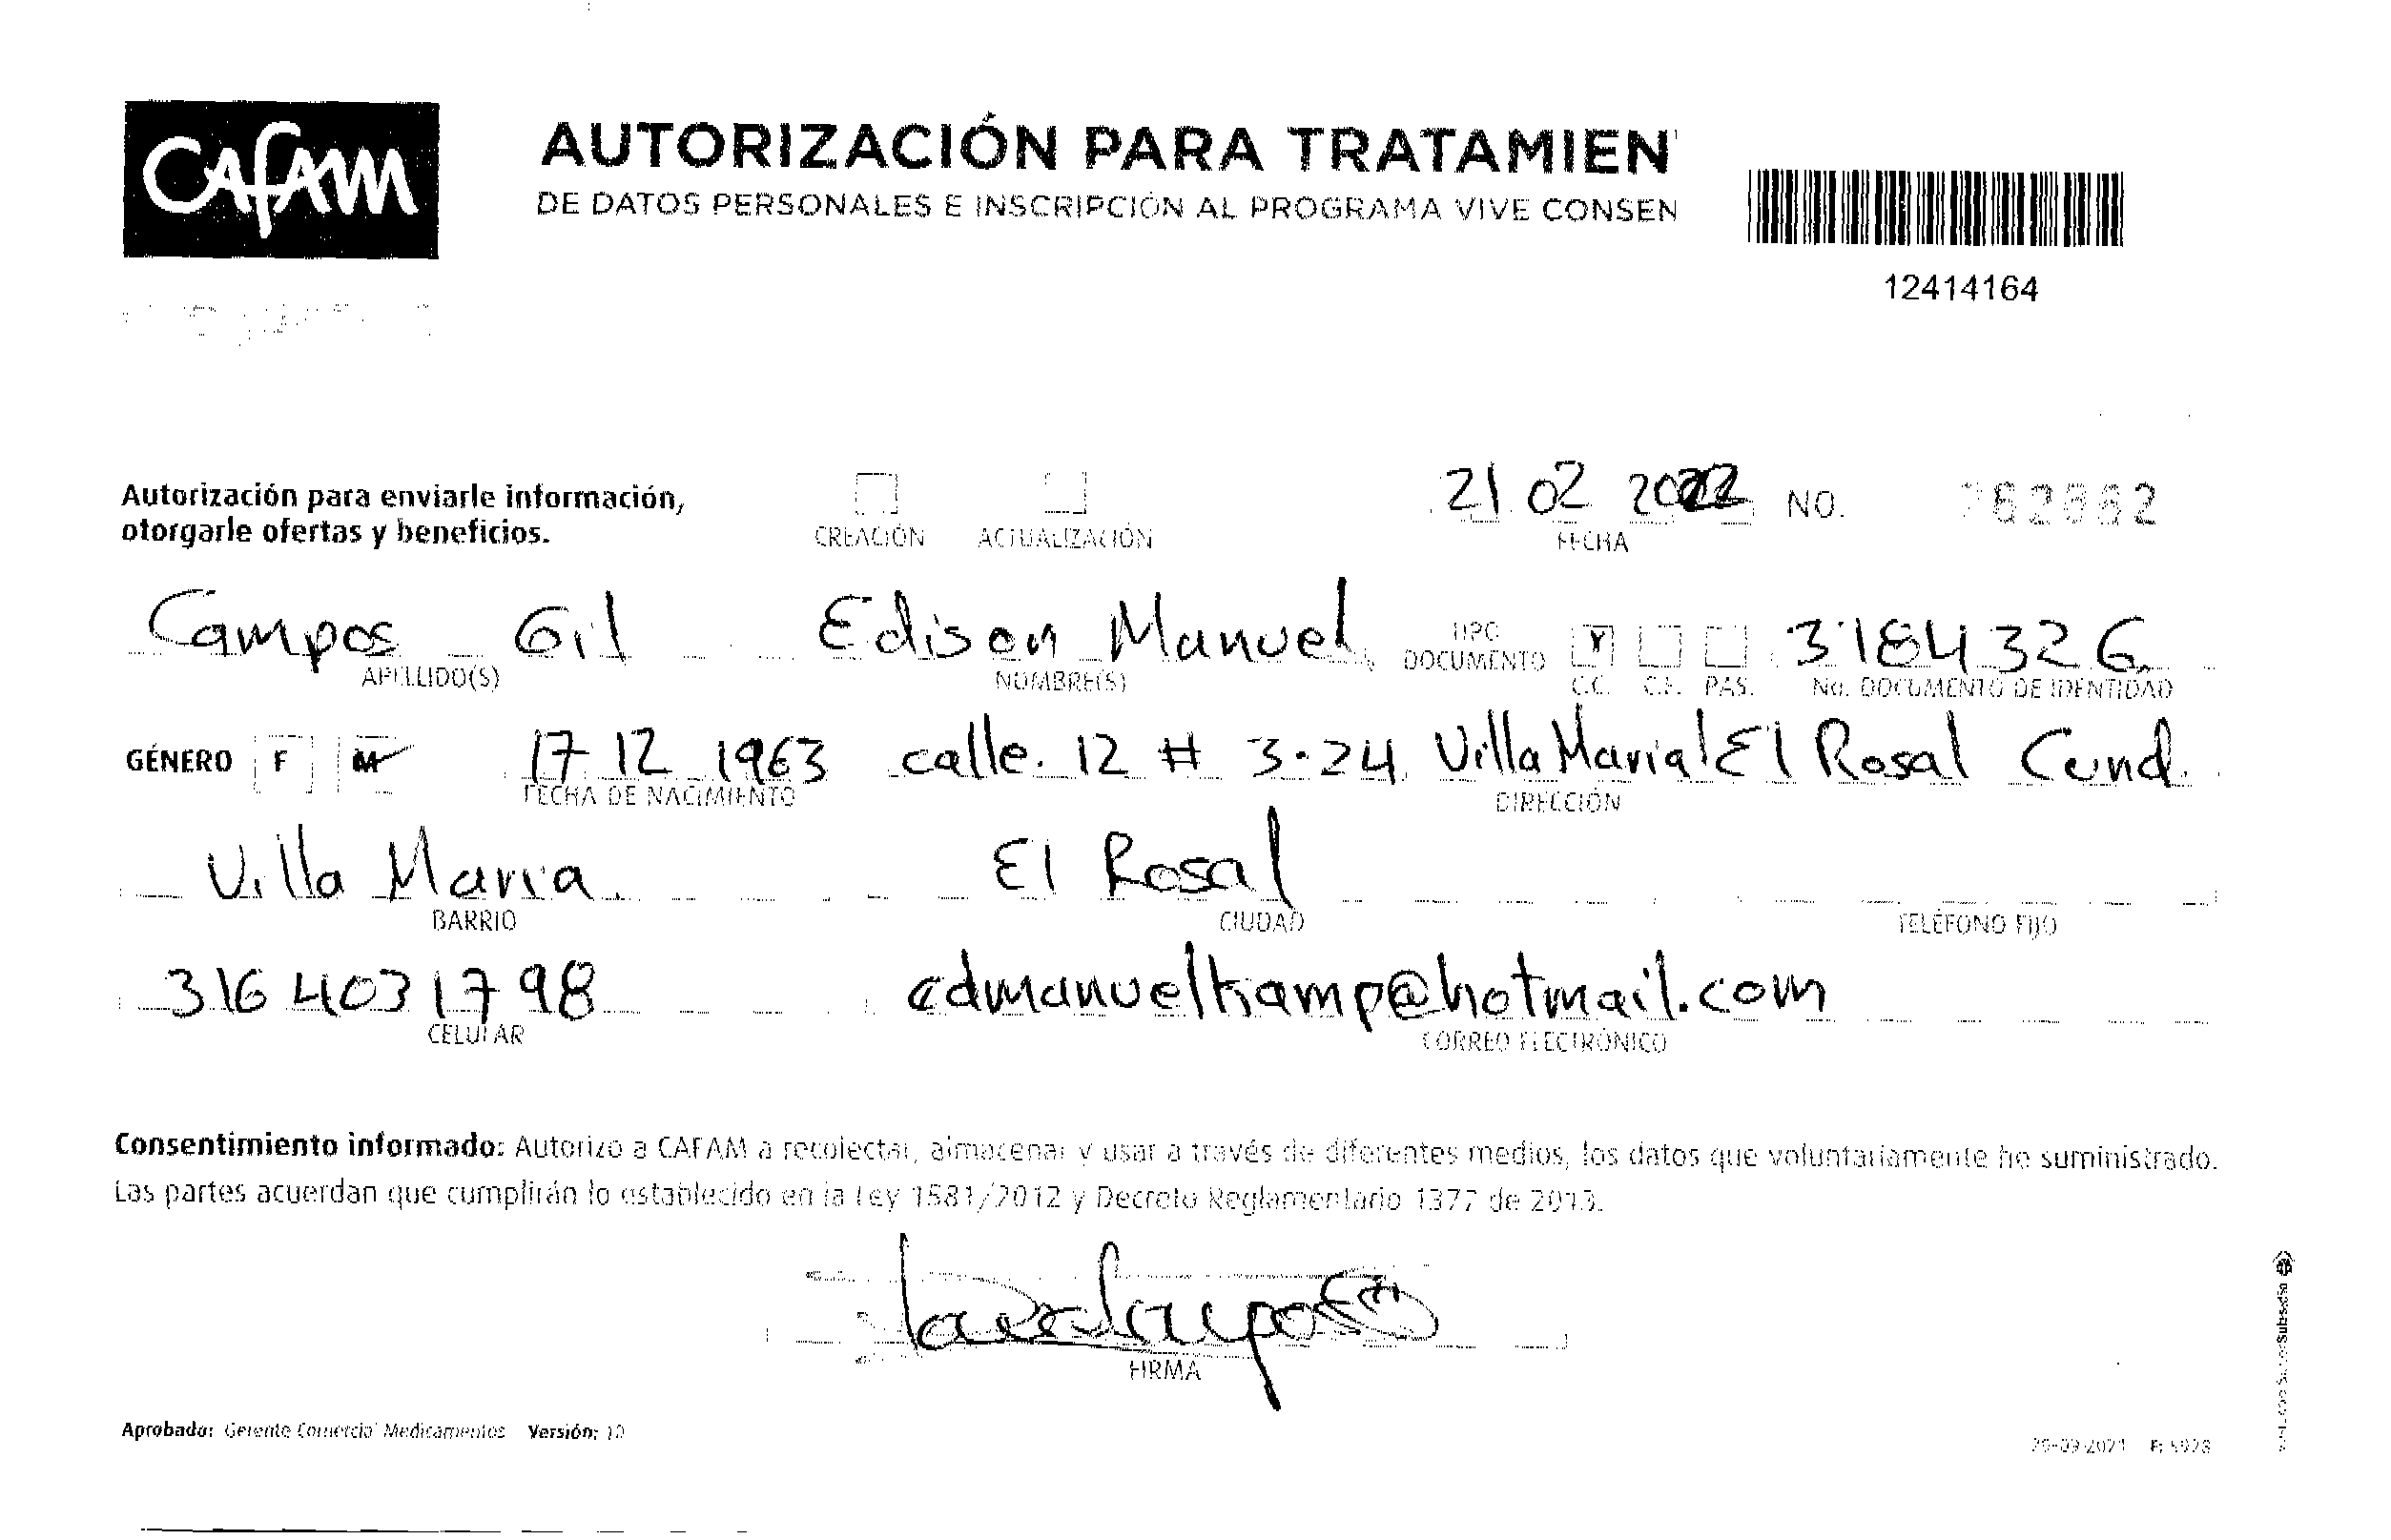 CAFAM
AUTORIZACIÓN PARA TRATAMIEN
DE DATOS PERSONALES E INSCRIPCIÓN AL PROGRAMA VIVE CONSEN
12414164
Autorización para enviarle información,
otorgarle ofertas y beneficios.
CREACIÓN ACTUALIZACIÓN
21 02 2022 NO.
FECHA
Campos Gil Edison Manuel TIPO DOCUMENTO 3184326
APELLIDO(S) NOMBRE(S) C.C. C.E. PAS. No. DOCUMENTO DE IDENTIDAD
GÉNERO F M 17 12 1963 calle. 12 # 3-24 Villa Maria El Rosal Cund.
FECHA DE NACIMIENTO DIRECCIÓN
Villa Maria. El Rosal
BARRIO CIUDAD TELÉFONO FIJO
316 403 17 98 edmanuelkamp@hotmail.com
CELULAR CORREO ELECTRÓNICO
Consentimiento informado: Autorizo a CAFAM a recolectar, almacenar y usar a través de diferentes medios, los datos que voluntariamente he suministrado.
Las partes acuerdan que cumplirán lo establecido en la Ley 1581/2012 y Decreto Reglamentario 1377 de 2013.
FIRMA
Aprobada: Gerente Comercial Medicamentos Versión: 10